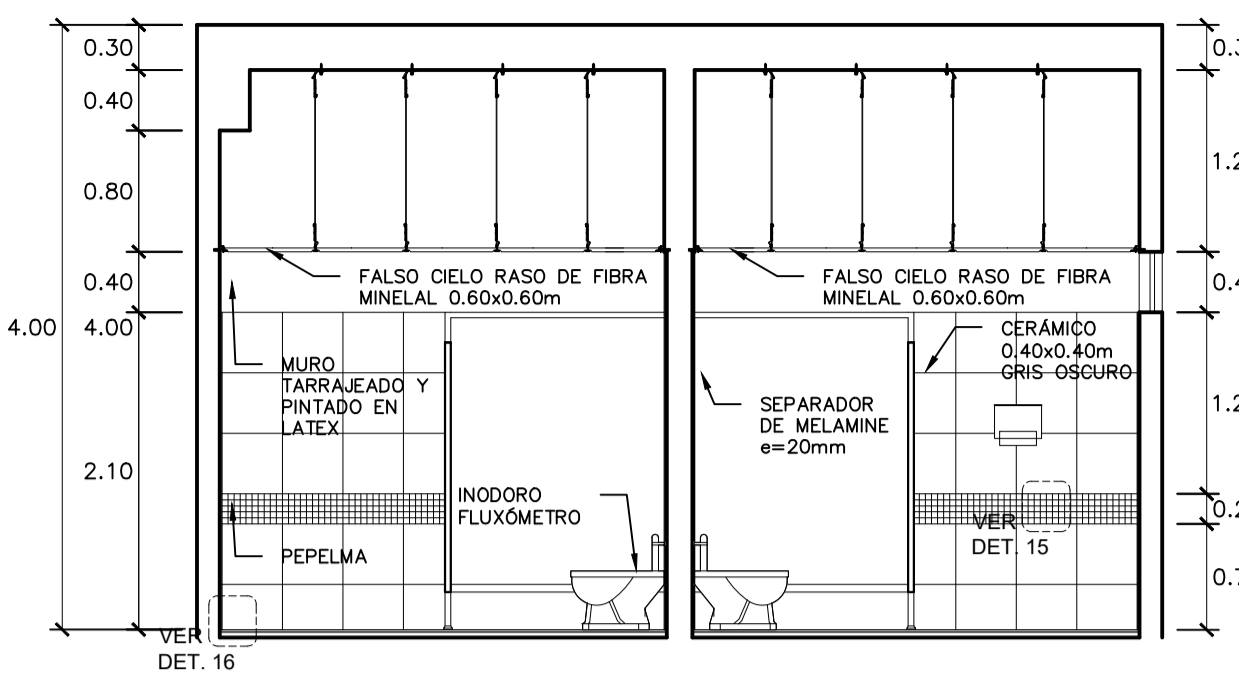 0.30
0.40
0.80
0.40
4.00
4.00
2.10
FALSO CIELO RASO DE FIBRA
MINELAL 0.60x0.60m
MURO
TARRAJEADO Y
PINTADO EN
LATEX
INODORO
FLUXÓMETRO
PEPELMA
VER
DET. 16
FALSO CIELO RASO DE FIBRA
MINELAL 0.60x0.60m
CERÁMICO
0.40x0.40m
GRIS OSCURO
SEPARADOR
DE MELAMINE
e=20mm
VER
DET. 15